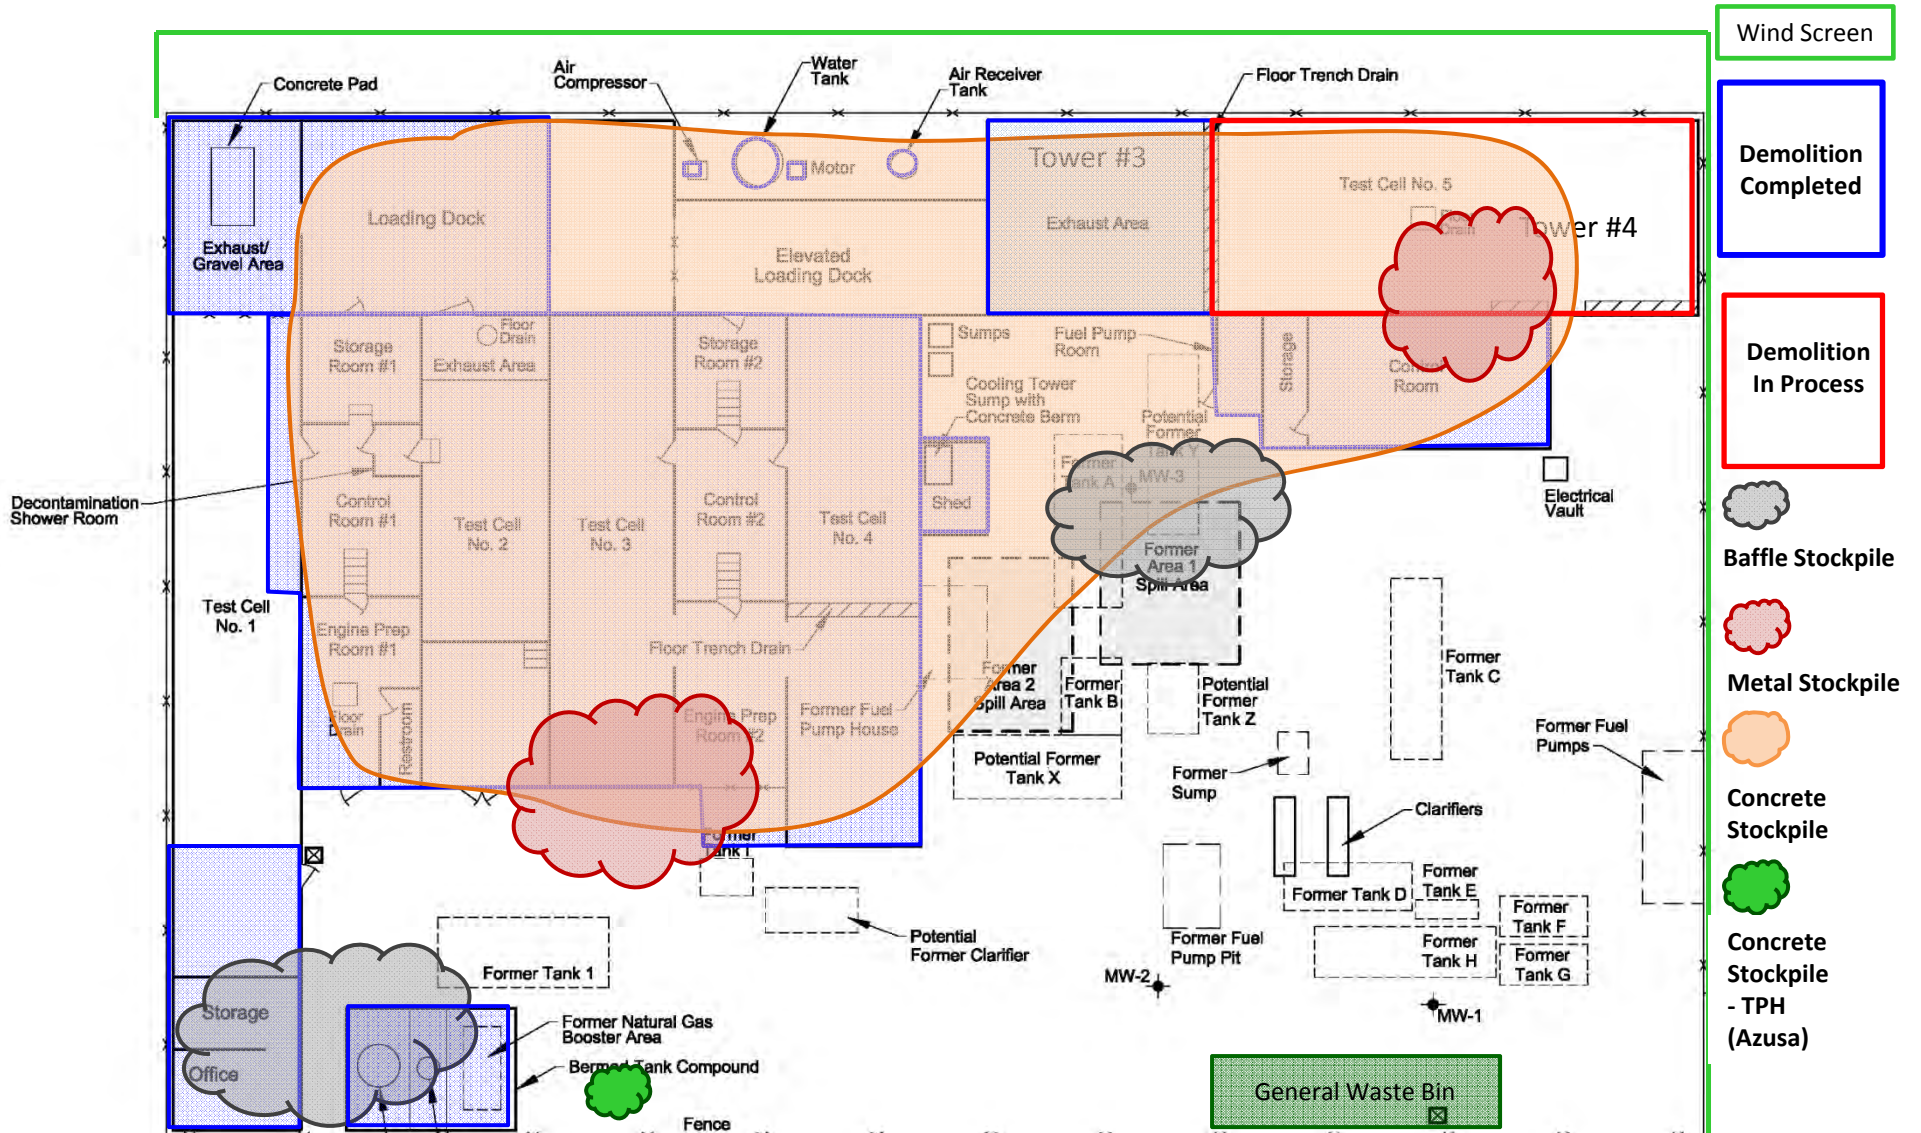 Wind Screen
Concrete Pad
Air
Compressor
Water
Tank
Air Receiver
Tank
Floor Trench Drain
Demolition
Completed
Tower #3
Motor
Test Cell No. 5
Loading Dock
Exhaust Area
Floor
Drain
Tower #4
Exhaust/
Gravel Area
Elevated
Loading Dock
Demolition
In Process
Storage
Room #1
Floor
Drain
Exhaust Area
Storage
Room #2
Sumps
Fuel Pump
Room
Storage
Control
Room
Cooling Tower
Sump with
Concrete Berm
Potential
Former
Tank Y
Former
Tank A
MW-3
Decontamination
Shower Room
Control
Room #1
Test Cell
No. 2
Test Cell
No. 3
Control
Room #2
Test Cell
No. 4
Shed
Electrical
Vault
Baffle Stockpile
Former
Area 1
Spill Area
Test Cell
No. 1
Engine Prep
Room #1
Floor Trench Drain
Former
Area 2
Spill Area
Former
Tank B
Potential
Former
Tank Z
Former
Tank C
Metal Stockpile
Floor
Drain
Restroom
Engine Prep
Room #2
Former Fuel
Pump House
Former Fuel
Pumps
Potential Former
Tank X
Former
Sump
Clarifiers
Concrete
Stockpile
Former
Tank I
Former Tank D
Former
Tank E
Former
Tank F
Former
Tank H
Former
Tank G
Potential
Former Clarifier
Former Fuel
Pump Pit
Former Tank 1
MW-2
MW-1
Concrete
Stockpile
- TPH
(Azusa)
Storage
Office
Former Natural Gas
Booster Area
Bermed Tank Compound
General Waste Bin
Fence